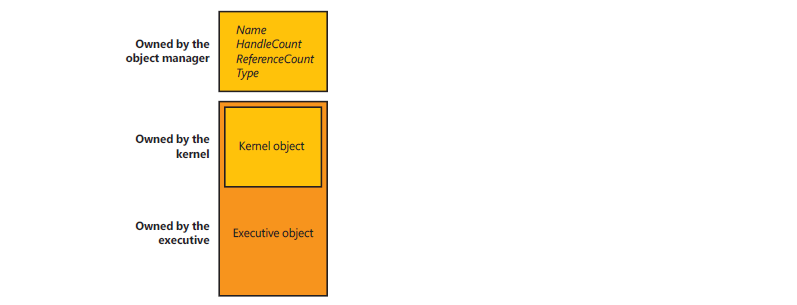 Owned by the
object manager
Name
HandleCount
ReferenceCount
Type
Owned by the
kernel
Kernel object
Owned by the
executive
Executive object